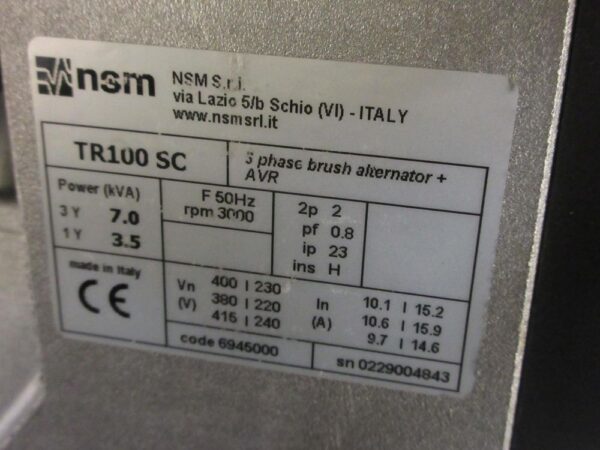 nsm
NSM S.r.l.
via Lazio 5/b Schio (VI) - ITALY
www.nsmsrl.it
TR100 SC
3 phase brush alternator +
AVR
Power (kVA)
3 Y 7.0
1 Y 3.5
F 50Hz
rpm 3000
2p 2
pf 0.8
ip 23
ins H
made in Italy
CE
Vn 400 | 230
(V) 380 | 220
415 | 240
In 10.1 | 15.2
(A) 10.6 | 15.9
9.7 | 14.6
code 6945000
sn 0229004843